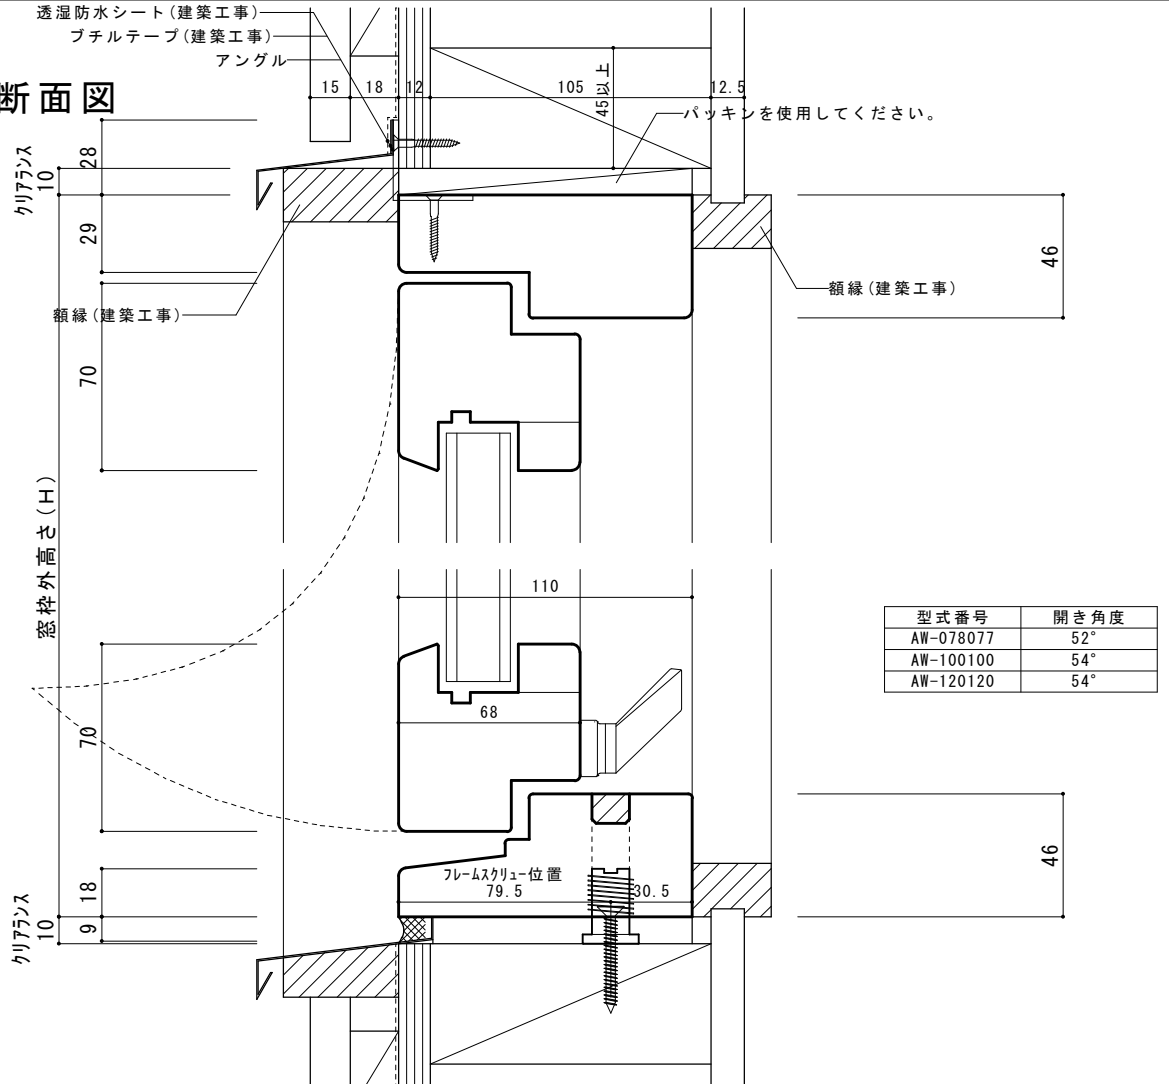 透湿防水シート(建築工事)
ブチルテープ(建築工事)
アングル
断面図
15
18
12
105
12.5
45以上
パッキンを使用してください。
クリアランス
10
28
29
46
額縁(建築工事)
額縁(建築工事)
70
窓枠外高さ(H)
110
型式番号 開き角度
AW-078077 52°
AW-100100 54°
AW-120120 54°
68
70
フレームスクリュー位置
79.5
30.5
46
18
クリアランス
10
9